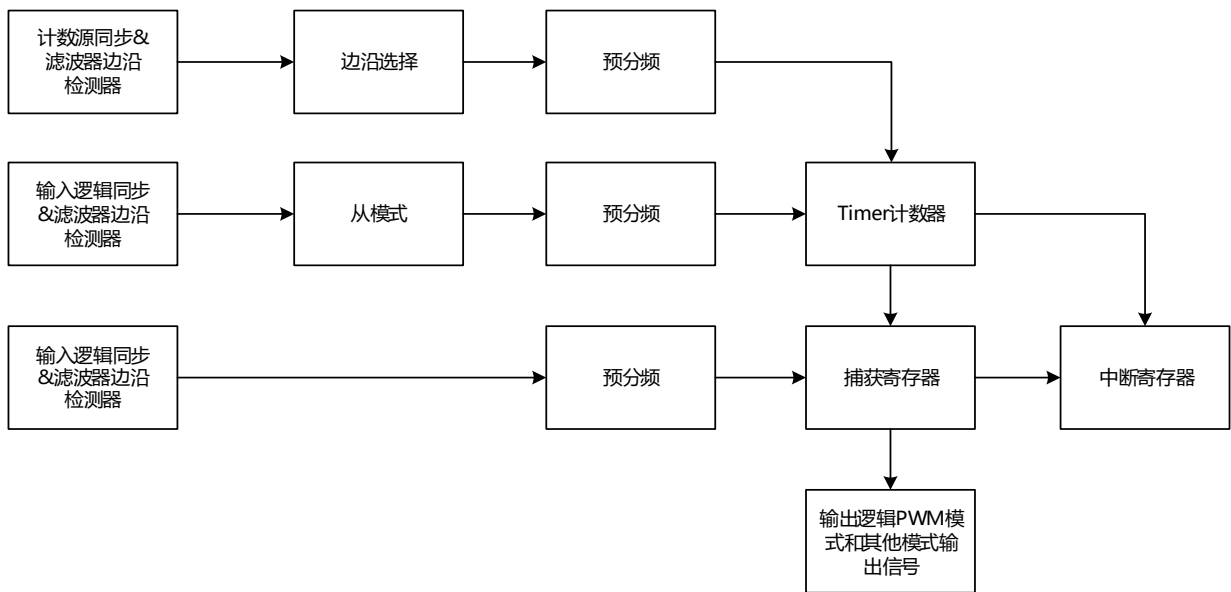 计数源同步&
滤波器边沿
检测器
边沿选择
预分频
输入逻辑同步
&滤波器边沿
检测器
从模式
预分频
Timer计数器
输入逻辑同步
&滤波器边沿
检测器
预分频
捕获寄存器
中断寄存器
输出逻辑PWM模
式和其他模式输
出信号